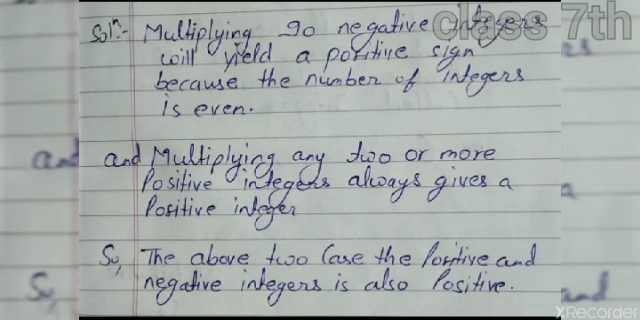 class 7th
Soln:- Multiplying 90 negative integers
will yield a positive sign
because the number of integers
is even.
and Multiplying any two or more
Positive integers always gives a
Positive integer
So, The above two Case the Positive and
negative integers is also Positive.
XRecorder